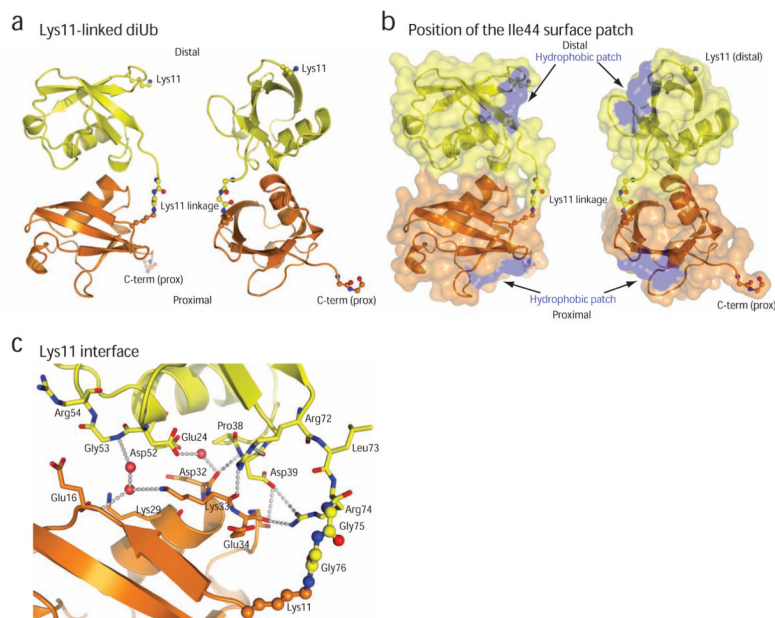 a
Lys11-linked diUb
Distal
Lys11
Lys11
Lys11 linkage
C-term (prox)
C-term (prox)
Proximal
b
Position of the Ile44 surface patch
Distal
Hydrophobic patch
Lys11 (distal)
Lys11 linkage
C-term (prox)
Hydrophobic patch
Proximal
c
Lys11 interface
Arg54
Gly53
Asp52
Glu24
Pro38
Arg72
Leu73
Asp32
Asp39
Glu16
Lys29
Lys33
Arg74
Gly75
Glu34
Gly76
Lys11